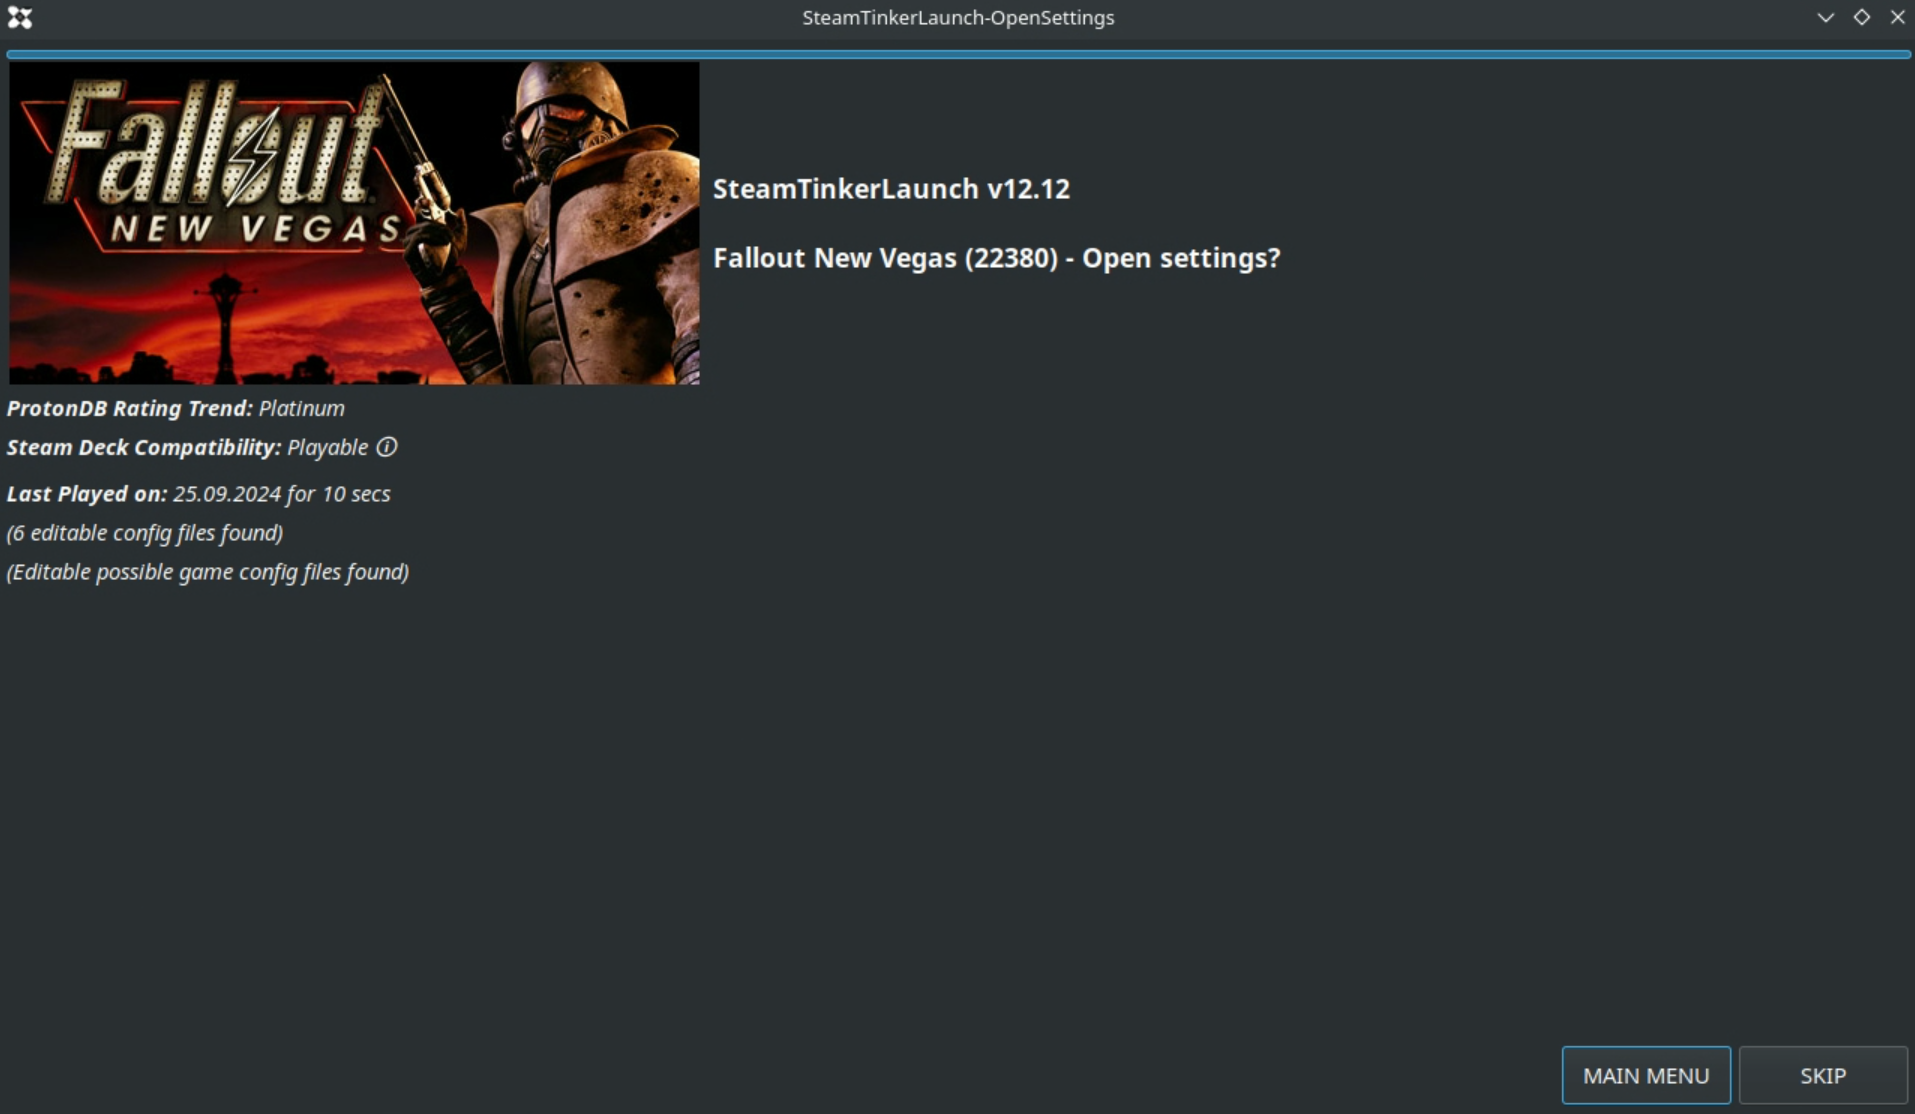 SteamTinkerLaunch-OpenSettings
Fallout
NEW VEGAS
SteamTinkerLaunch v12.12
Fallout New Vegas (22380) - Open settings?
ProtonDB Rating Trend: Platinum
Steam Deck Compatibility: Playable ⓘ
Last Played on: 25.09.2024 for 10 secs
(6 editable config files found)
(Editable possible game config files found)
MAIN MENU
SKIP